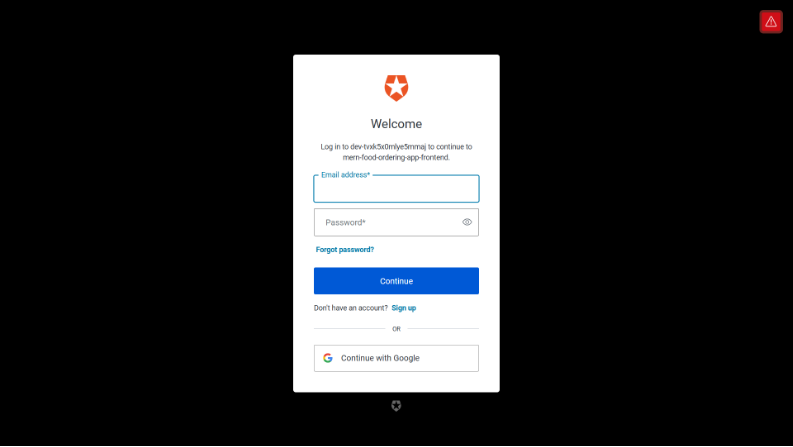 Welcome
Log in to dev-tvxk5x0mlye5mmaj to continue to
mern-food-ordering-app-frontend.
Email address*
Password*
Forgot password?
Continue
Don't have an account? Sign up
OR
Continue with Google